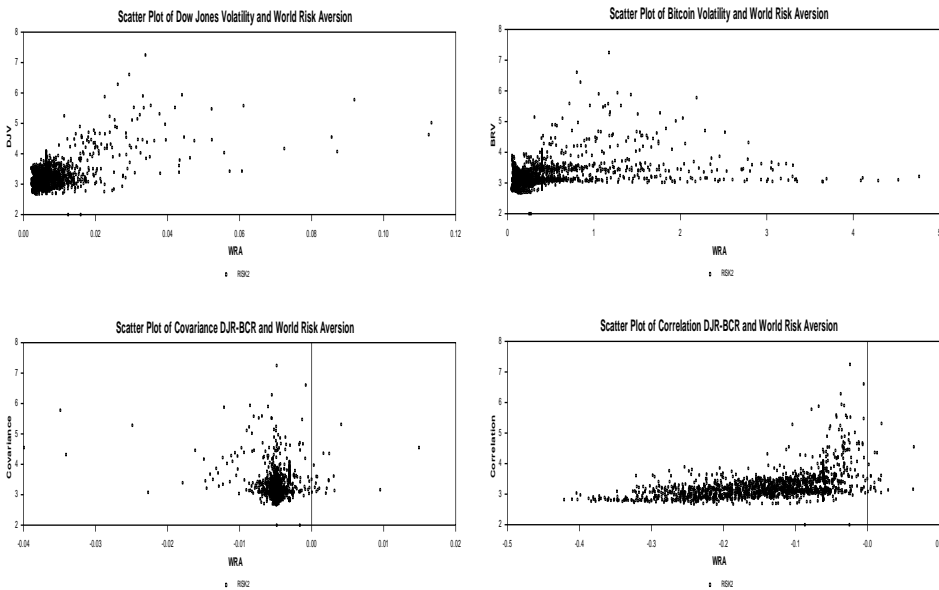 Scatter Plot of Dow Jones Volatility and World Risk Aversion
8
7
6
5
4
3
2
DJV
0.00 0.02 0.04 0.06 0.08 0.10 0.12
WRA
RISK2
Scatter Plot of Bitcoin Volatility and World Risk Aversion
8
7
6
5
4
3
2
BRV
0 1 2 3 4 5
WRA
RISK2
Scatter Plot of Covariance DJR-BCR and World Risk Aversion
8
7
6
5
4
3
2
Covariance
-0.04 -0.03 -0.02 -0.01 0.00 0.01 0.02
WRA
RISK2
Scatter Plot of Correlation DJR-BCR and World Risk Aversion
8
7
6
5
4
3
2
Correlation
-0.5 -0.4 -0.3 -0.2 -0.1 -0.0
WRA
RISK2